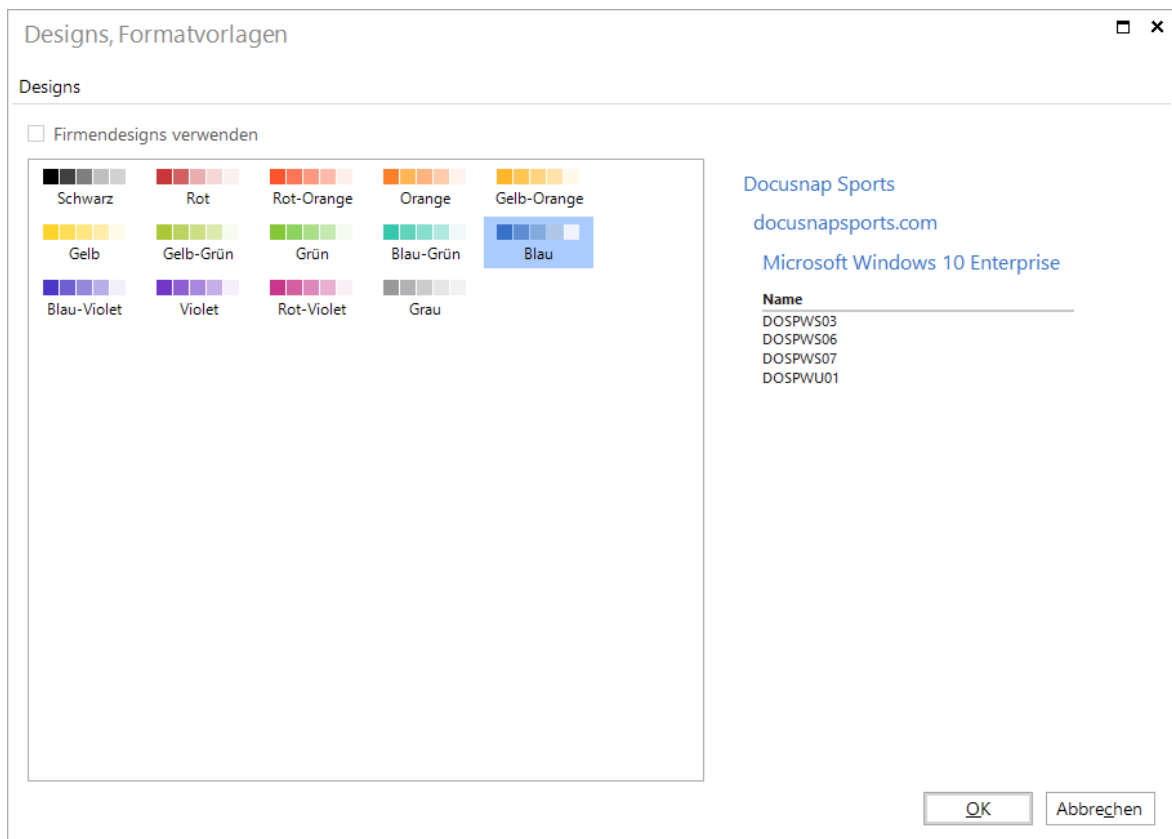 Designs, Formatvorlagen
Designs
Firmendesigns verwenden
Schwarz Rot Rot-Orange Orange Gelb-Orange
Gelb Gelb-Grün Grün Blau-Grün Blau
Blau-Violet Violet Rot-Violet Grau
Docusnap Sports
docusnapsports.com
Microsoft Windows 10 Enterprise
Name
DOSPWS03
DOSPWS06
DOSPWS07
DOSPWU01
OK Abbrechen